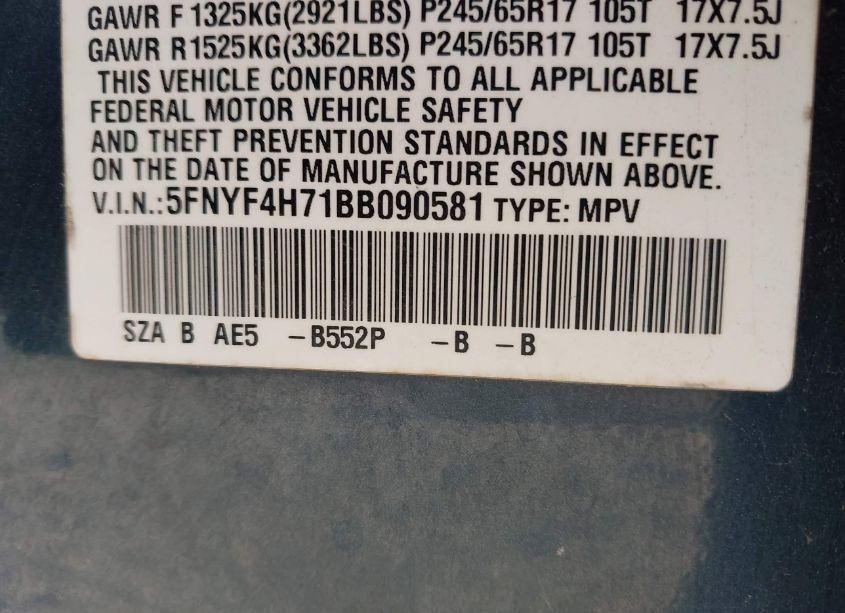 GAWR F 1325KG(2921LBS) P245/65R17 105T 17X7.5J
GAWR R1525KG(3362LBS) P245/65R17 105T 17X7.5J
THIS VEHICLE CONFORMS TO ALL APPLICABLE
FEDERAL MOTOR VEHICLE SAFETY
AND THEFT PREVENTION STANDARDS IN EFFECT
ON THE DATE OF MANUFACTURE SHOWN ABOVE.
V.I.N.:5FNYF4H71BB090581 TYPE: MPV
SZA B AE5 -B552P -B -B